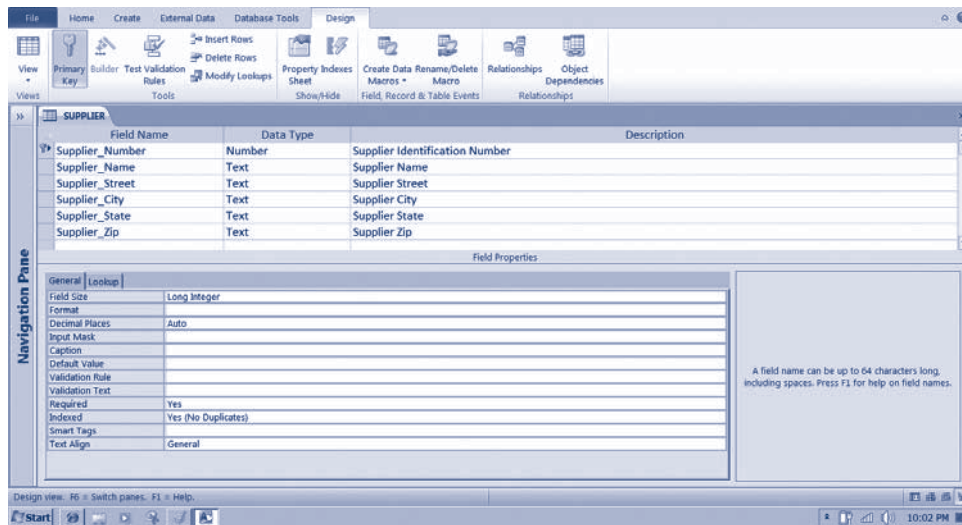 File Home Create External Data Database Tools Design
View
Primary Key
Builder
Test Validation Rules
Insert Rows
Delete Rows
Modify Lookups
Property Sheet
Indexes
Create Data Macros
Rename/Delete Macro
Relationships
Object Dependencies
Views Tools Show/Hide Field, Record & Table Events Relationships
SUPPLIER
Field Name Data Type Description
Supplier_Number Number Supplier Identification Number
Supplier_Name Text Supplier Name
Supplier_Street Text Supplier Street
Supplier_City Text Supplier City
Supplier_State Text Supplier State
Supplier_Zip Text Supplier Zip
Navigation Pane
Field Properties
General Lookup
Field Size Long Integer
Format
Decimal Places Auto
Input Mask
Caption
Default Value
Validation Rule
Validation Text
Required Yes
Indexed Yes (No Duplicates)
Smart Tags
Text Align General
A field name can be up to 64 characters long,
including spaces. Press F1 for help on field names.
Design view. F6 = Switch panes. F1 = Help.
Start 10:02 PM